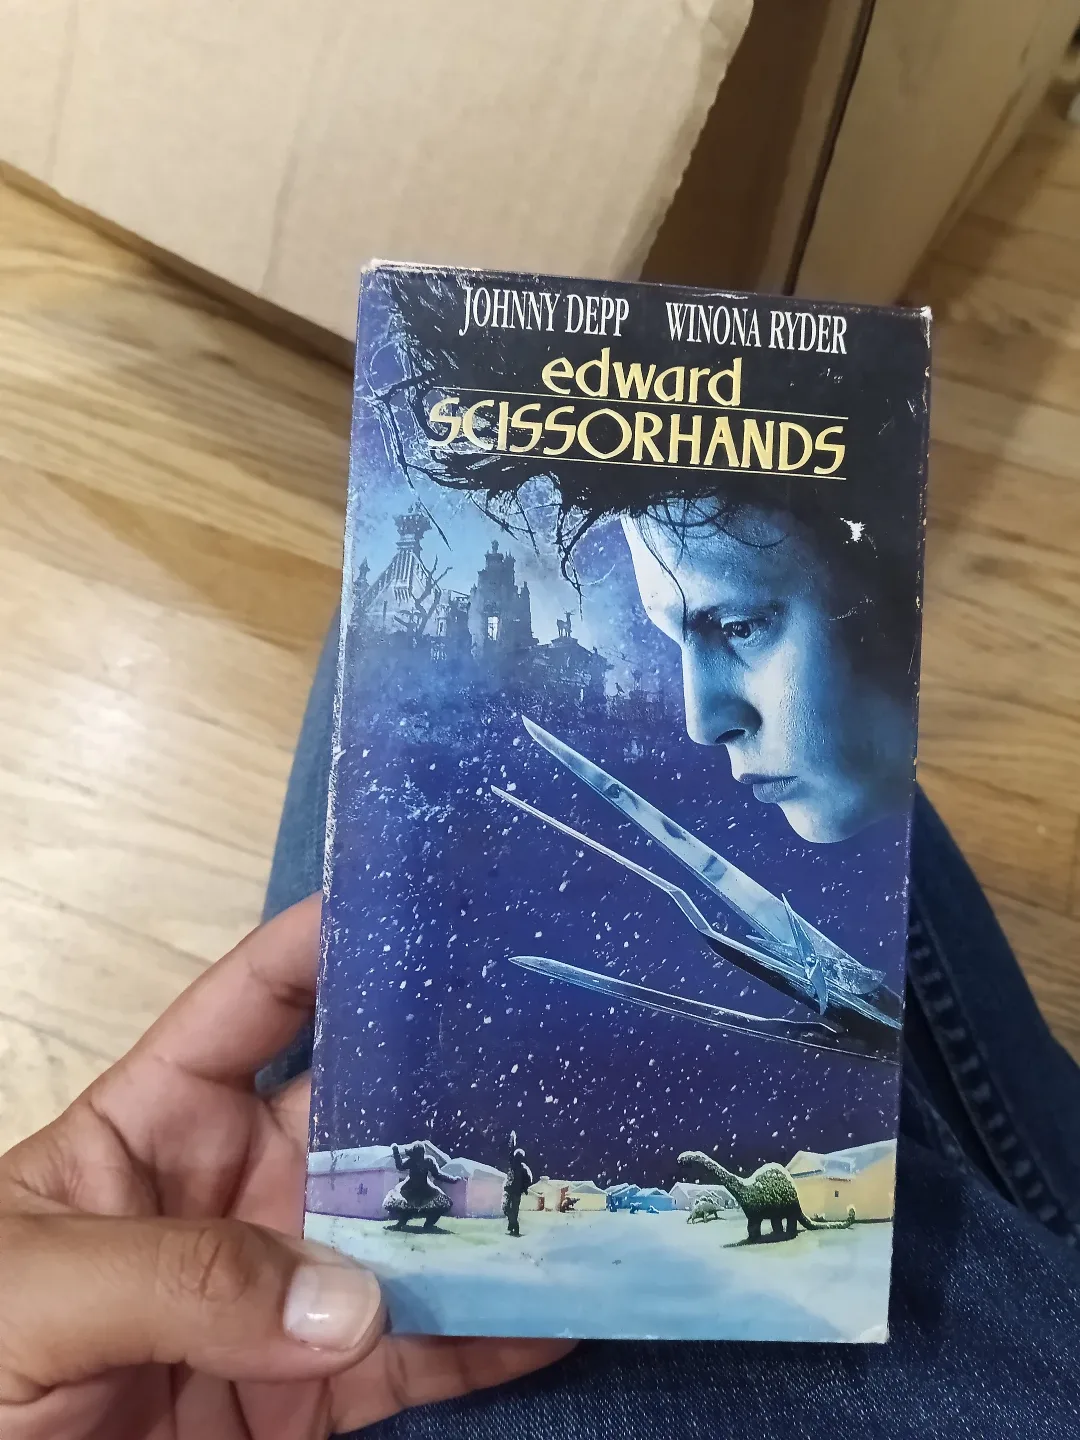 JOHNNY DEPP WINONA RYDER
edward
SCISSORHANDS